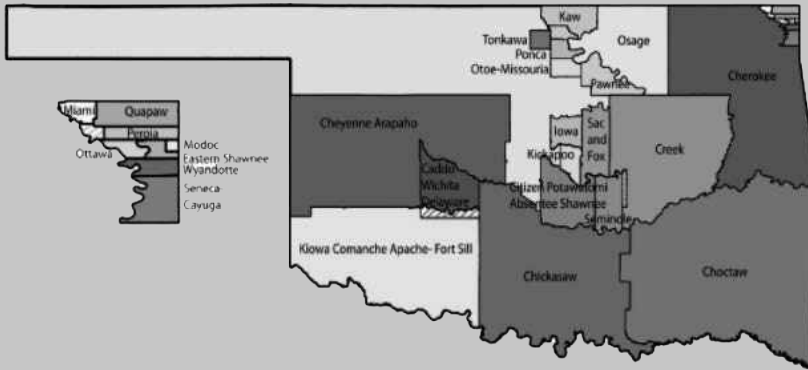 Kaw
Tonkawa
Osage
Ponca
Otoe-Missouria
Pawnee
Cherokee
Miami
Quapaw
Peroia
Modoc
Ottawa
Eastern Shawnee
Wyandotte
Seneca-
Cayuga
Cheyenne Arapaho
Iowa
Sac
and
Fox
Kickapoo
Creek
Caddo
Wichita
Delaware
Citizen Potawatomi
Absentee Shawnee
Seminole
Kiowa Comanche Apache- Fort Sill
Chickasaw
Choctaw